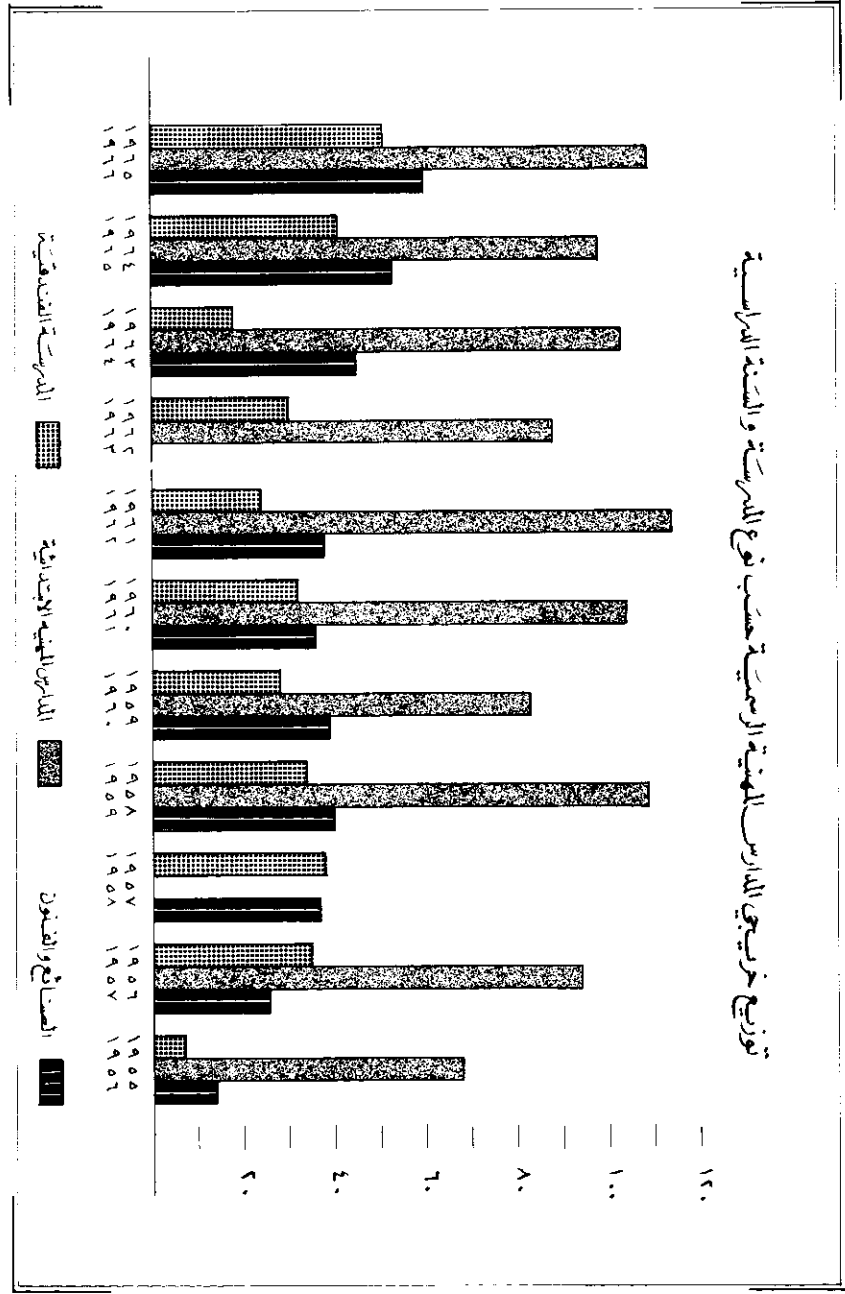 توزيع خريجي المدارس المهنية الرسمية حسب نوع المدرسة والسنة الدراسية
١٢٠
١٠٠
٨٠
٦٠
٤٠
٢٠
١٩٥٥ ١٩٥٦ ١٩٥٧ ١٩٥٨ ١٩٥٩ ١٩٦٠ ١٩٦١ ١٩٦٢ ١٩٦٣ ١٩٦٤ ١٩٦٥
١٩٥٦ ١٩٥٧ ١٩٥٨ ١٩٥٩ ١٩٦٠ ١٩٦١ ١٩٦٢ ١٩٦٣ ١٩٦٤ ١٩٦٥ ١٩٦٦
الصنائع والفنون المدارس المهنية الابتدائية المدرسة الفندقية